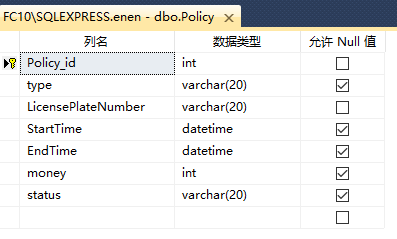 FC10\SQLEXPRESS.enen - dbo.Policy
列名 数据类型 允许 Null 值
Policy_id int
type varchar(20)
LicensePlateNumber varchar(20)
StartTime datetime
EndTime datetime
money int
status varchar(20)